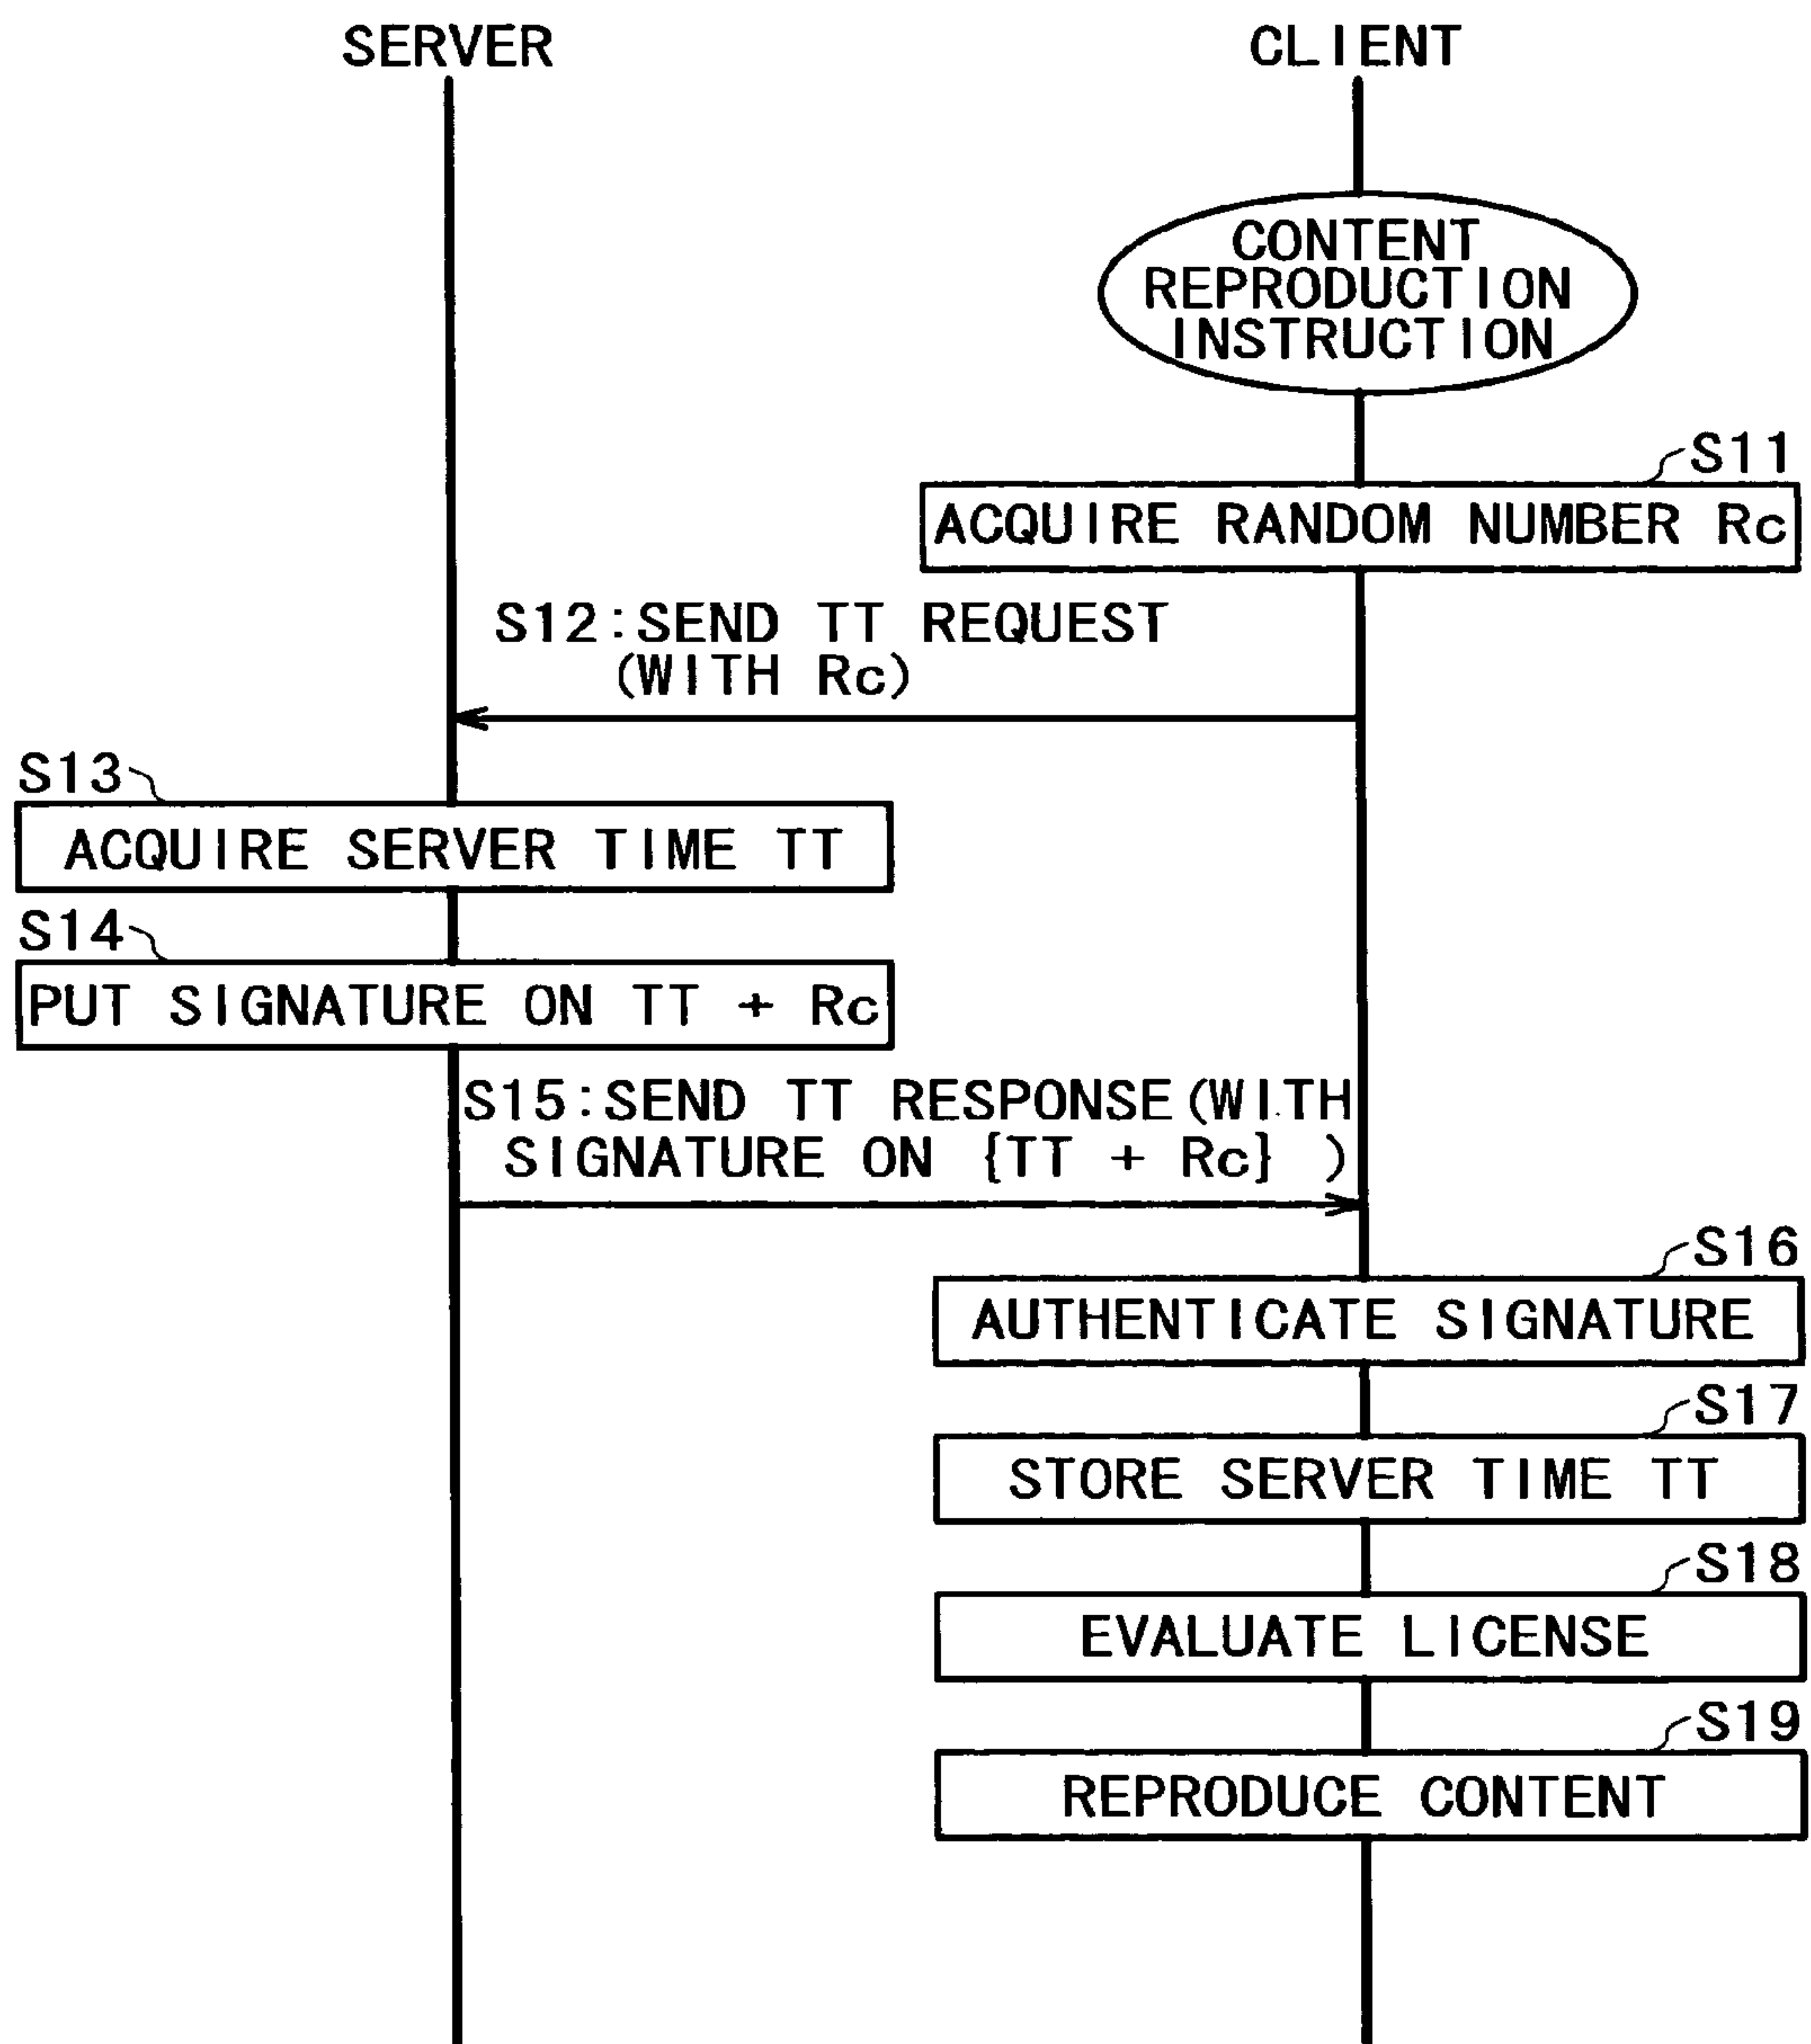 SERVER
CLIENT
CONTENT
REPRODUCTION
INSTRUCTION
S11
ACQUIRE RANDOM NUMBER Rc
S12:SEND TT REQUEST
(WITH Rc)
S13
ACQUIRE SERVER TIME TT
S14
PUT SIGNATURE ON TT + Rc
S15:SEND TT RESPONSE(WITH
SIGNATURE ON {TT + Rc} )
S16
AUTHENTICATE SIGNATURE
S17
STORE SERVER TIME TT
S18
EVALUATE LICENSE
S19
REPRODUCE CONTENT